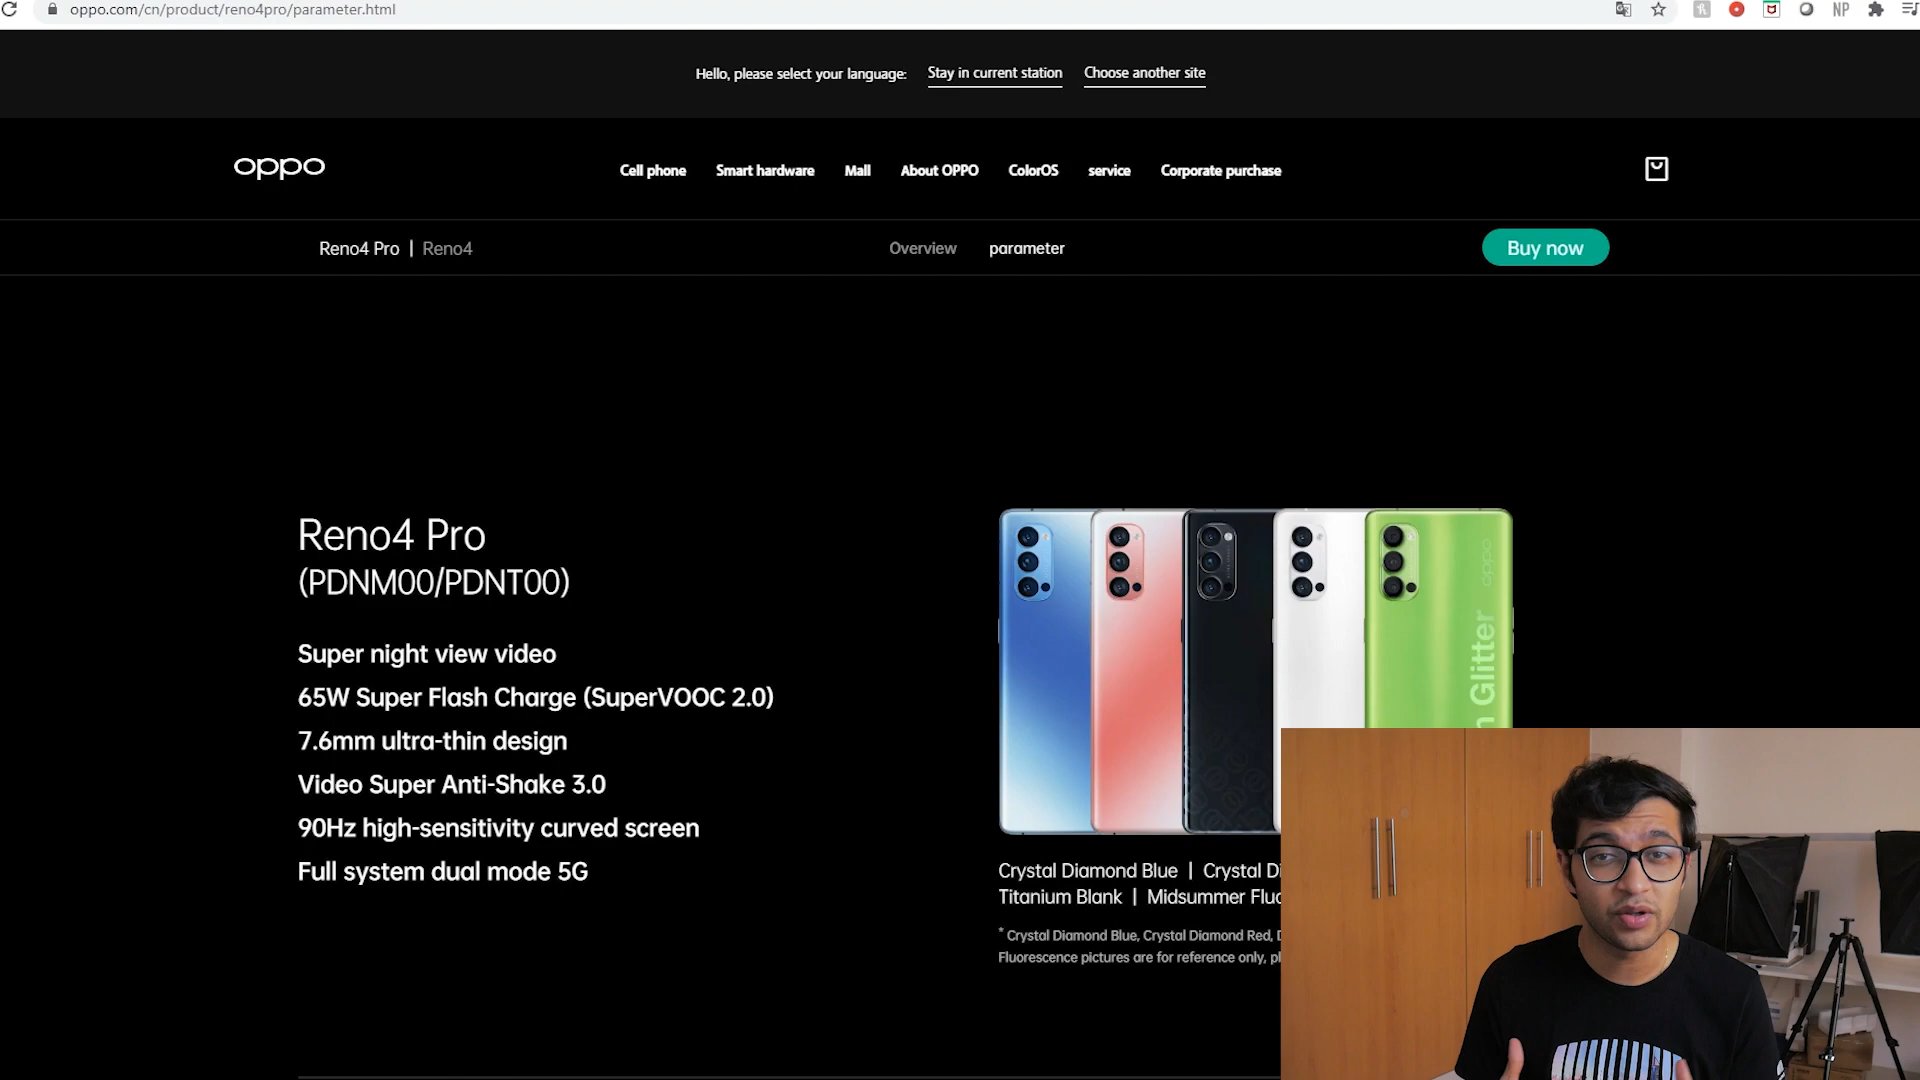 oppo.com/cn/product/reno4pro/parameter.html
NP
Hello, please select your language: Stay in current station Choose another site
oppo
Cell phone Smart hardware Mall About OPPO ColorOS service Corporate purchase
Reno4 Pro | Reno4 Overview parameter Buy now
Reno4 Pro
(PDNM00/PDNT00)
Super night view video
65W Super Flash Charge (SuperVOOC 2.0)
7.6mm ultra-thin design
Video Super Anti-Shake 3.0
90Hz high-sensitivity curved screen
Full system dual mode 5G
oppo
Glitter
Crystal Diamond Blue | Crystal Di
Titanium Blank | Midsummer Fluo
* Crystal Diamond Blue, Crystal Diamond Red,
Fluorescence pictures are for reference only,